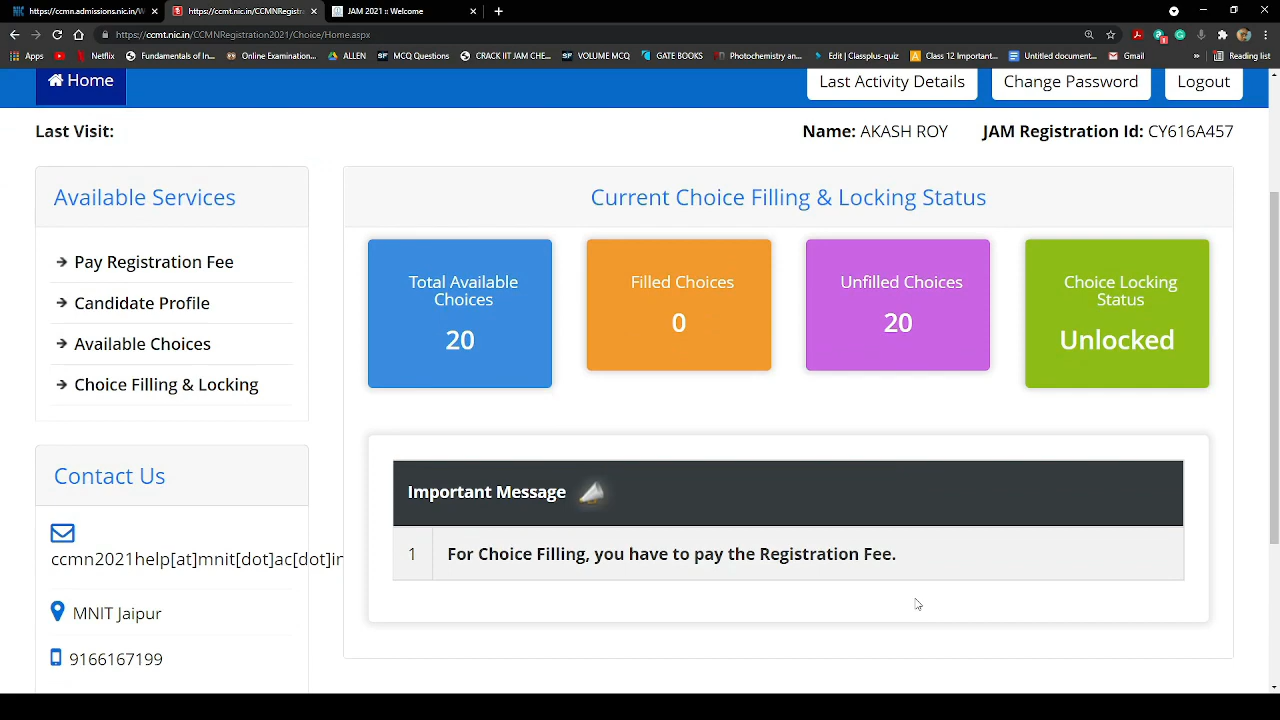 https://ccmn.admissions.nic.in/W
https://ccmt.nic.in/CCMNRegistr
JAM 2021 :: Welcome
https://ccmt.nic.in/CCMNRegistration2021/Choice/Home.aspx
Apps
Netflix
Fundamentals of In...
Online Examination...
ALLEN
MCQ Questions
CRACK IIT JAM CHE...
VOLUME MCQ
GATE BOOKS
Photochemistry an...
Edit | Classplus-quiz
Class 12 Important...
Untitled document...
Gmail
»
Reading list
Home
Last Activity Details
Change Password
Logout
Last Visit:
Name: AKASH ROY
JAM Registration Id: CY616A457
Available Services
Pay Registration Fee
Candidate Profile
Available Choices
Choice Filling & Locking
Contact Us
ccmn2021help[at]mnit[dot]ac[dot]in
MNIT Jaipur
9166167199
Current Choice Filling & Locking Status
Total Available
Choices
20
Filled Choices
0
Unfilled Choices
20
Choice Locking
Status
Unlocked
Important Message
1 For Choice Filling, you have to pay the Registration Fee.